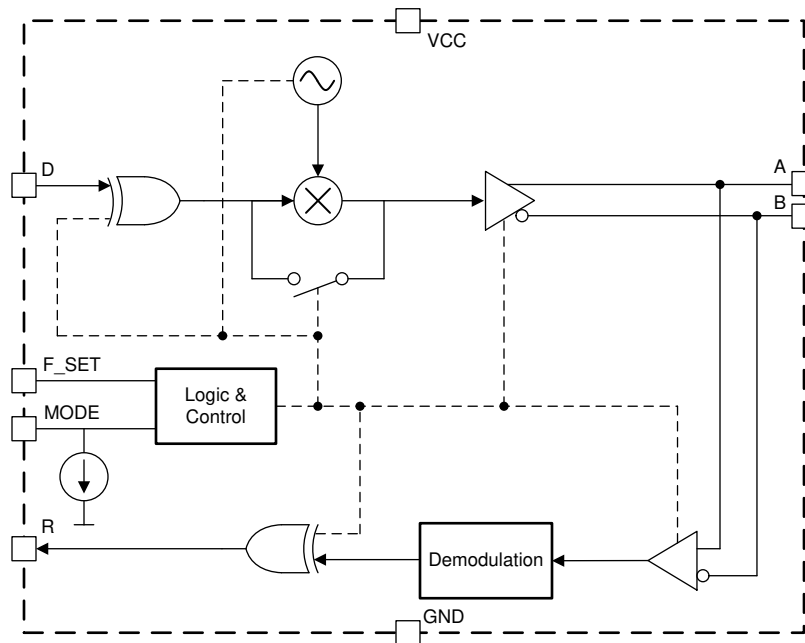 VCC
D
A
B
F_SET
Logic &
Control
MODE
R
Demodulation
GND